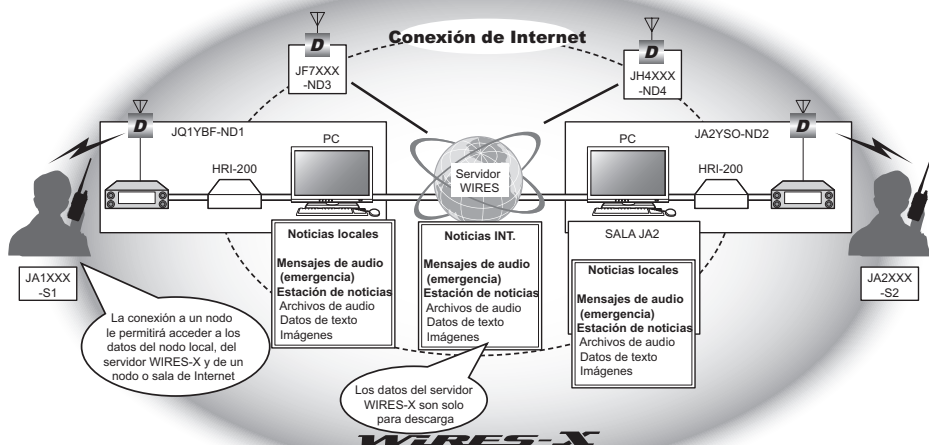 Conexión de Internet
D
JF7XXX
-ND3
D
JH4XXX
-ND4
D
JQ1YBF-ND1
PC
HRI-200
Servidor
WIRES
PC
JA2YSO-ND2
D
HRI-200
JA1XXX
-S1
JA2XXX
-S2
Noticias locales
Mensajes de audio
(emergencia)
Estación de noticias
Archivos de audio
Datos de texto
Imágenes
Noticias INT.
Mensajes de audio
(emergencia)
Estación de noticias
Archivos de audio
Datos de texto
Imágenes
SALA JA2
Noticias locales
Mensajes de audio
(emergencia)
Estación de noticias
Archivos de audio
Datos de texto
Imágenes
La conexión a un nodo
le permitirá acceder a los
datos del nodo local, del
servidor WIRES-X y de un
nodo o sala de Internet
Los datos del servidor
WIRES-X son solo
para descarga
WiRES-X